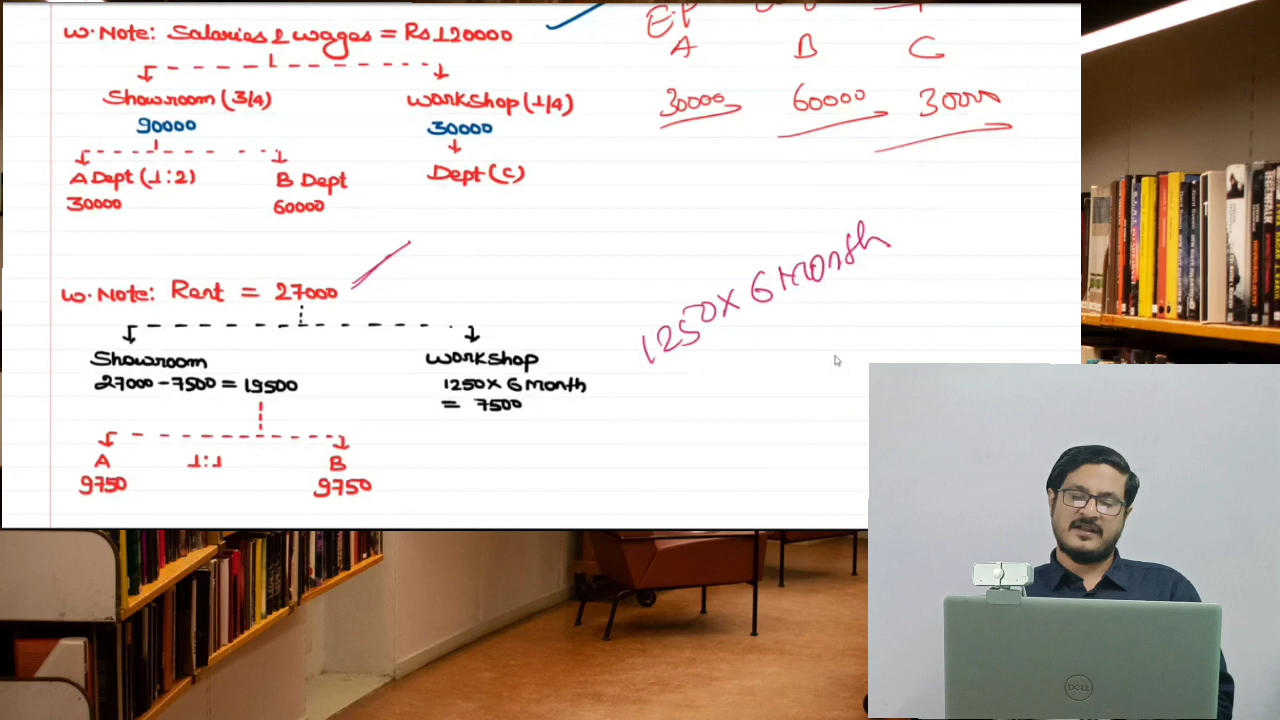 W.Note: Salaries & wages = Rs 120000
Showroom (3/4)
90000
Workshop (1/4)
30000
A Dept (1:2)
30000
B Dept
60000
Dept (C)
A B C
30000 60000 30000
W.Note: Rent = 27000
Showroom
27000 - 7500 = 19500
Workshop
1250 x 6 Month
= 7500
A 1:1 B
9750 9750
1250 x 6 Month
DELL